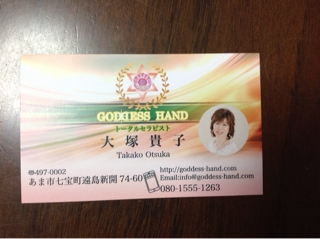 GODDESS HAND
トータルセラピスト
大塚貴子
Takako Otsuka
〠497-0002
あま市七宝町遠島新開 74-60
http://goddess-hand.com
Email:info@goddess-hand.com
080-1555-1263